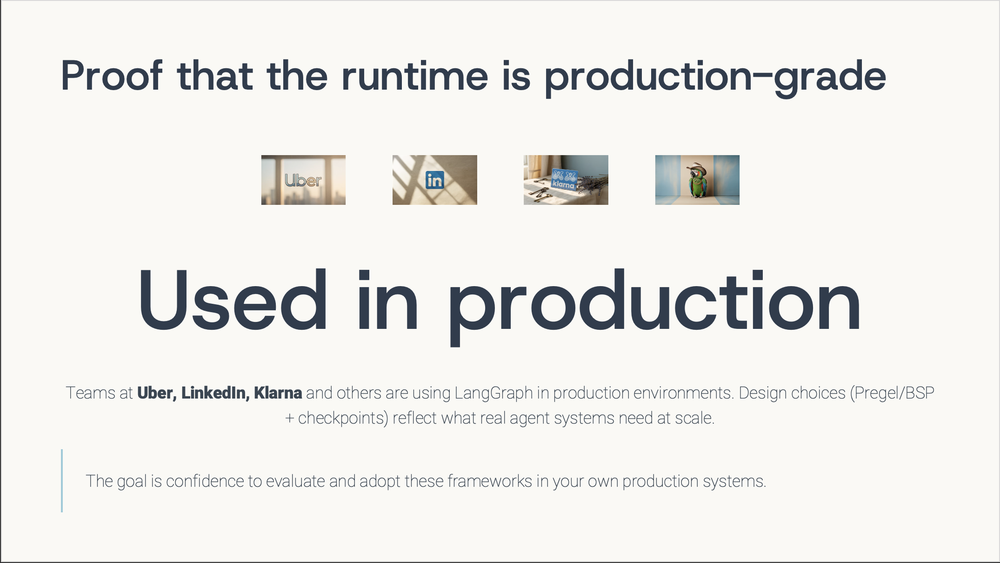 Proof that the runtime is production-grade
Uber
in
klarna
Used in production
Teams at Uber, LinkedIn, Klarna and others are using LangGraph in production environments. Design choices (Pregel/BSP
+ checkpoints) reflect what real agent systems need at scale.
The goal is confidence to evaluate and adopt these frameworks in your own production systems.